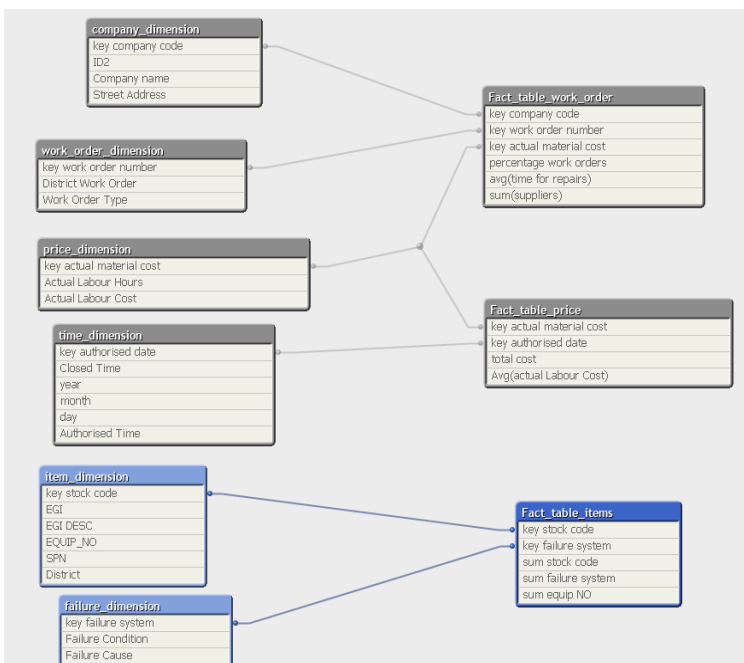 company_dimension
key company code
ID2
Company name
Street Address
Fact_table_work_order
key company code
key work order number
key actual material cost
percentage work orders
avg(time for repairs)
sum(suppliers)
work_order_dimension
key work order number
District Work Order
Work Order Type
price_dimension
key actual material cost
Actual Labour Hours
Actual Labour Cost
Fact_table_price
key actual material cost
key authorised date
total cost
Avg(actual Labour Cost)
time_dimension
key authorised date
Closed Time
year
month
day
Authorised Time
item_dimension
key stock code
EGI
EGI DESC
EQUIP_NO
SPN
District
Fact_table_items
key stock code
key failure system
sum stock code
sum failure system
sum equip NO
failure_dimension
key failure system
Failure Condition
Failure Cause